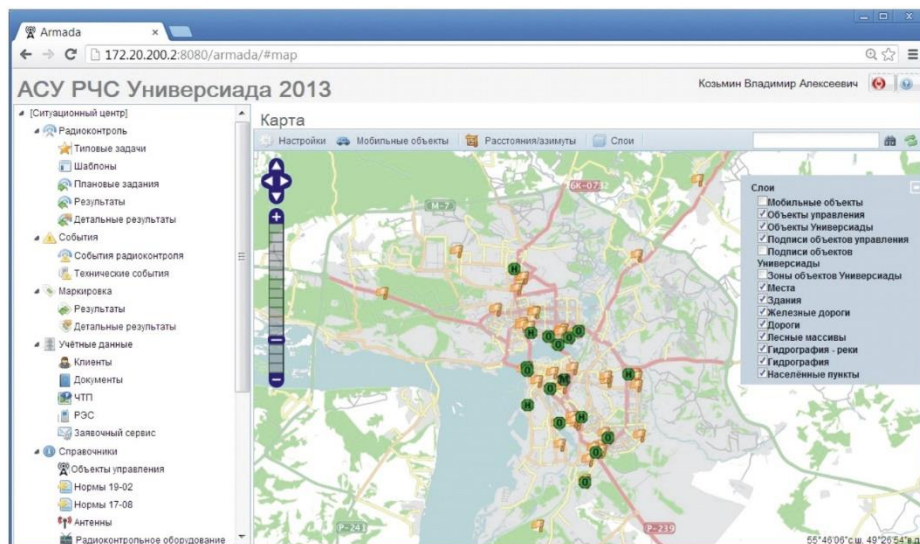 Armada
172.20.200.2:8080/armada/#map
АСУ РЧС Универсиада 2013
Козьмин Владимир Алексеевич
[Ситуационный центр]
Радиоконтроль
Типовые задачи
Шаблоны
Плановые задания
Результаты
Детальные результаты
События
События радиоконтроля
Технические события
Маркировка
Результаты
Детальные результаты
Учётные данные
Клиенты
Документы
ЧТП
РЭС
Заявочный сервис
Справочники
Объекты управления
Нормы 19-02
Нормы 17-08
Антенны
Радиоконтрольное оборудование
Карта
Настройки Мобильные объекты Расстояния/азимуты Слои
Слои
Мобильные объекты
Объекты управления
Объекты Универсиады
Подписи объектов управления
Подписи объектов
Универсиады
Зоны объектов Универсиады
Места
Здания
Железные дороги
Дороги
Лесные массивы
Гидрография - реки
Гидрография
Населённые пункты
6К-0732
М-7
Н
Н
О
О
О
О
О
М
О
Н
Н
О
Н
О
О
О
Р-241
Р-239
55°46'06"с.ш. 49°26'54"в.д